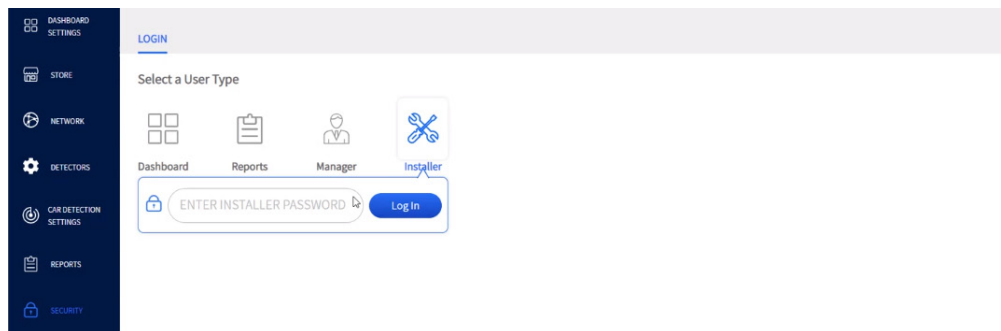 DASHBOARD
SETTINGS
STORE
NETWORK
DETECTORS
CAR DETECTION
SETTINGS
REPORTS
SECURITY
LOGIN
Select a User Type
Dashboard
Reports
Manager
Installer
ENTER INSTALLER PASSWORD
Log In